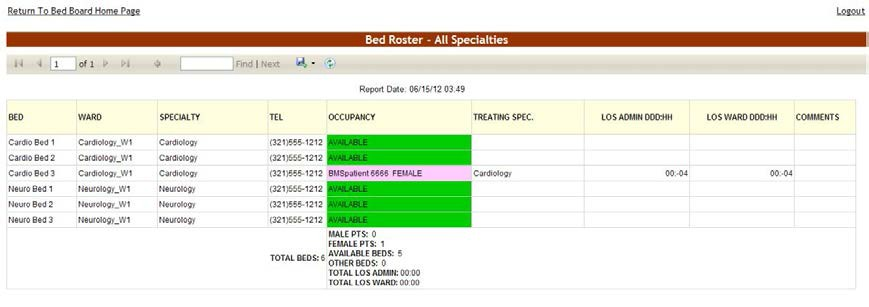 Return To Bed Board Home Page Logout
Bed Roster - All Specialties
1 of 1 Find | Next
Report Date: 06/15/12 03.49
BED WARD SPECIALTY TEL OCCUPANCY TREATING SPEC. LOS ADMIN DDD:HH LOS WARD DDD:HH COMMENTS
Cardio Bed 1 Cardiology_W1 Cardiology (321)555-1212 AVAILABLE
Cardio Bed 2 Cardiology_W1 Cardiology (321)555-1212 AVAILABLE
Cardio Bed 3 Cardiology_W1 Cardiology (321)555-1212 BMSpatient 6666 FEMALE Cardiology 00:-04 00:-04
Neuro Bed 1 Neurology_W1 Neurology (321)555-1212 AVAILABLE
Neuro Bed 2 Neurology_W1 Neurology (321)555-1212 AVAILABLE
Neuro Bed 3 Neurology_W1 Neurology (321)555-1212 AVAILABLE
MALE PTS: 0
FEMALE PTS: 1
TOTAL BEDS: 6 AVAILABLE BEDS: 5
OTHER BEDS: 0
TOTAL LOS ADMIN: 00:00
TOTAL LOS WARD: 00:00